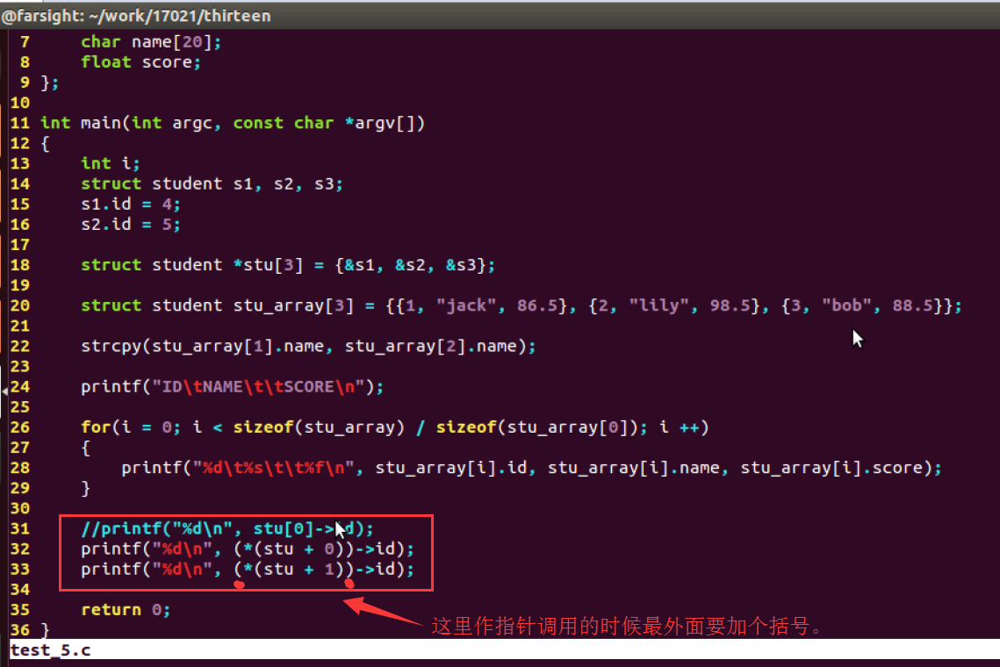 @farsight: ~/work/17021/thirteen
7 char name[20];
8 float score;
9 };
10
11 int main(int argc, const char *argv[])
12 {
13 int i;
14 struct student s1, s2, s3;
15 s1.id = 4;
16 s2.id = 5;
17
18 struct student *stu[3] = {&s1, &s2, &s3};
19
20 struct student stu_array[3] = {{1, "jack", 86.5}, {2, "lily", 98.5}, {3, "bob", 88.5}};
21
22 strcpy(stu_array[1].name, stu_array[2].name);
23
24 printf("ID\tNAME\t\tSCORE\n");
25
26 for(i = 0; i < sizeof(stu_array) / sizeof(stu_array[0]); i ++)
27 {
28 printf("%d\t%s\t\t%f\n", stu_array[i].id, stu_array[i].name, stu_array[i].score);
29 }
30
31 //printf("%d\n", stu[0]->id);
32 printf("%d\n", (*(stu + 0))->id);
33 printf("%d\n", (*(stu + 1))->id);
34
35 return 0;
36 }
这里作指针调用的时候最外面要加个括号。
test_5.c